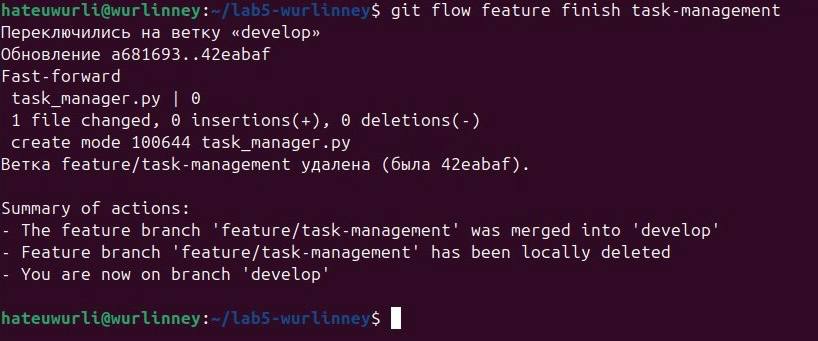 hateuwurli@wurlinney:~/lab5-wurlinney$ git flow feature finish task-management
Переключились на ветку «develop»
Обновление a681693..42eabaf
Fast-forward
 task_manager.py | 0
 1 file changed, 0 insertions(+), 0 deletions(-)
 create mode 100644 task_manager.py
Ветка feature/task-management удалена (была 42eabaf).

Summary of actions:
- The feature branch 'feature/task-management' was merged into 'develop'
- Feature branch 'feature/task-management' has been locally deleted
- You are now on branch 'develop'

hateuwurli@wurlinney:~/lab5-wurlinney$